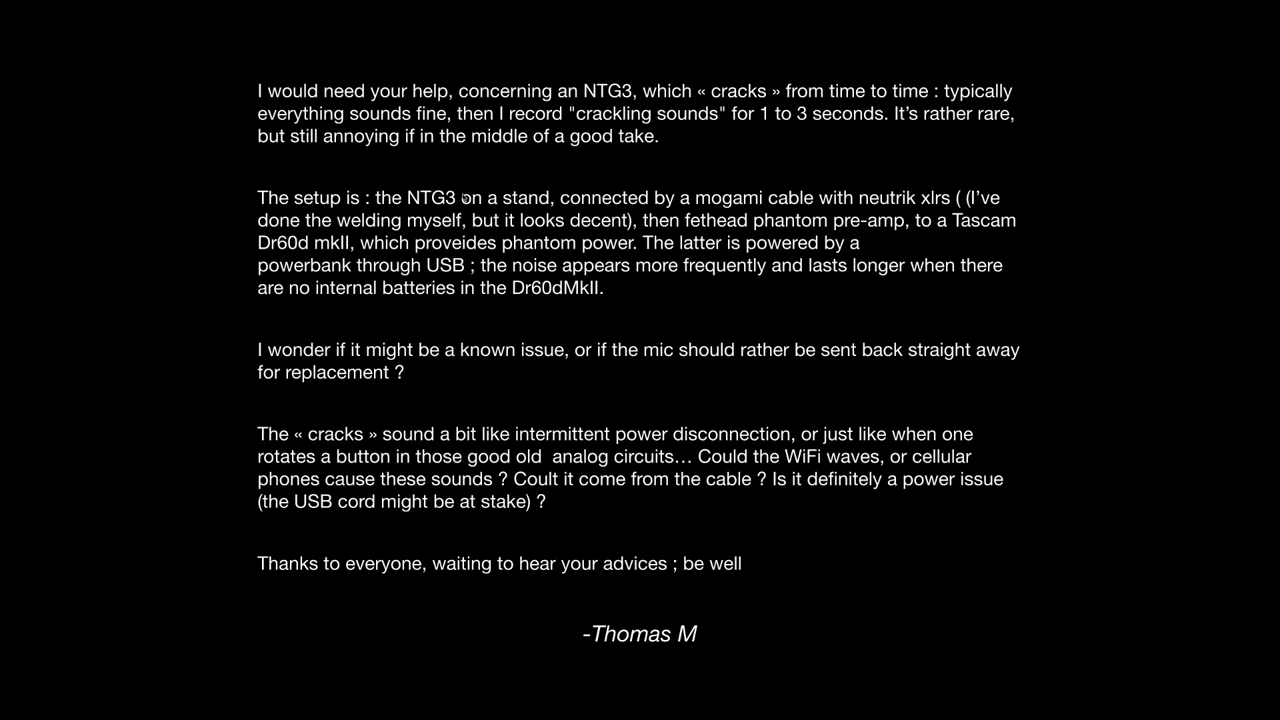 I would need your help, concerning an NTG3, which « cracks » from time to time : typically
everything sounds fine, then I record "crackling sounds" for 1 to 3 seconds. It’s rather rare,
but still annoying if in the middle of a good take.
The setup is : the NTG3 on a stand, connected by a mogami cable with neutrik xlrs ( (I’ve
done the welding myself, but it looks decent), then fethead phantom pre-amp, to a Tascam
Dr60d mkII, which proveides phantom power. The latter is powered by a
powerbank through USB ; the noise appears more frequently and lasts longer when there
are no internal batteries in the Dr60dMkII.
I wonder if it might be a known issue, or if the mic should rather be sent back straight away
for replacement ?
The « cracks » sound a bit like intermittent power disconnection, or just like when one
rotates a button in those good old  analog circuits… Could the WiFi waves, or cellular
phones cause these sounds ? Coult it come from the cable ? Is it definitely a power issue
(the USB cord might be at stake) ?
Thanks to everyone, waiting to hear your advices ; be well
-Thomas M